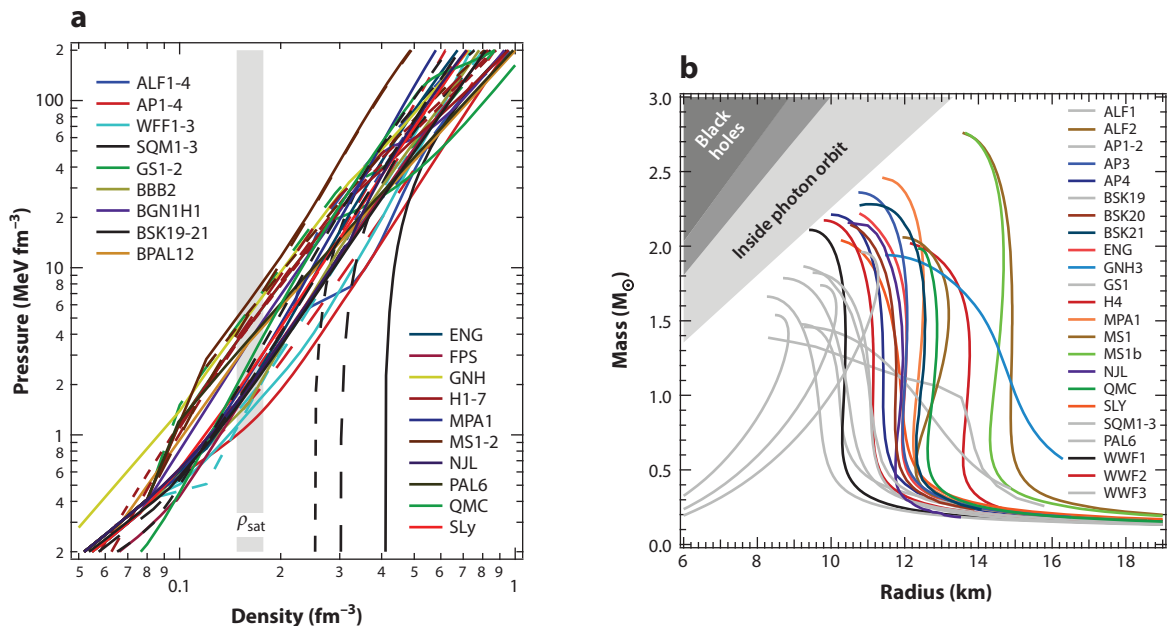 a
Pressure (MeV fm⁻³)
2
100
8
6
4
2
10
8
6
4
2
1
8
6
4
2
ALF1-4
AP1-4
WFF1-3
SQM1-3
GS1-2
BBB2
BGN1H1
BSK19-21
BPAL12
ENG
FPS
GNH
H1-7
MPA1
MS1-2
NJL
PAL6
QMC
SLy
ρsat
5 6 7 8 9 2 3 4 5 6 7 8 9
0.1 1
Density (fm⁻³)
b
Mass (M☉)
3.0
2.5
2.0
1.5
1.0
0.5
0.0
Black
holes
Inside photon orbit
ALF1
ALF2
AP1-2
AP3
AP4
BSK19
BSK20
BSK21
ENG
GNH3
GS1
H4
MPA1
MS1
MS1b
NJL
QMC
SLY
SQM1-3
PAL6
WWF1
WWF2
WWF3
6 8 10 12 14 16 18
Radius (km)